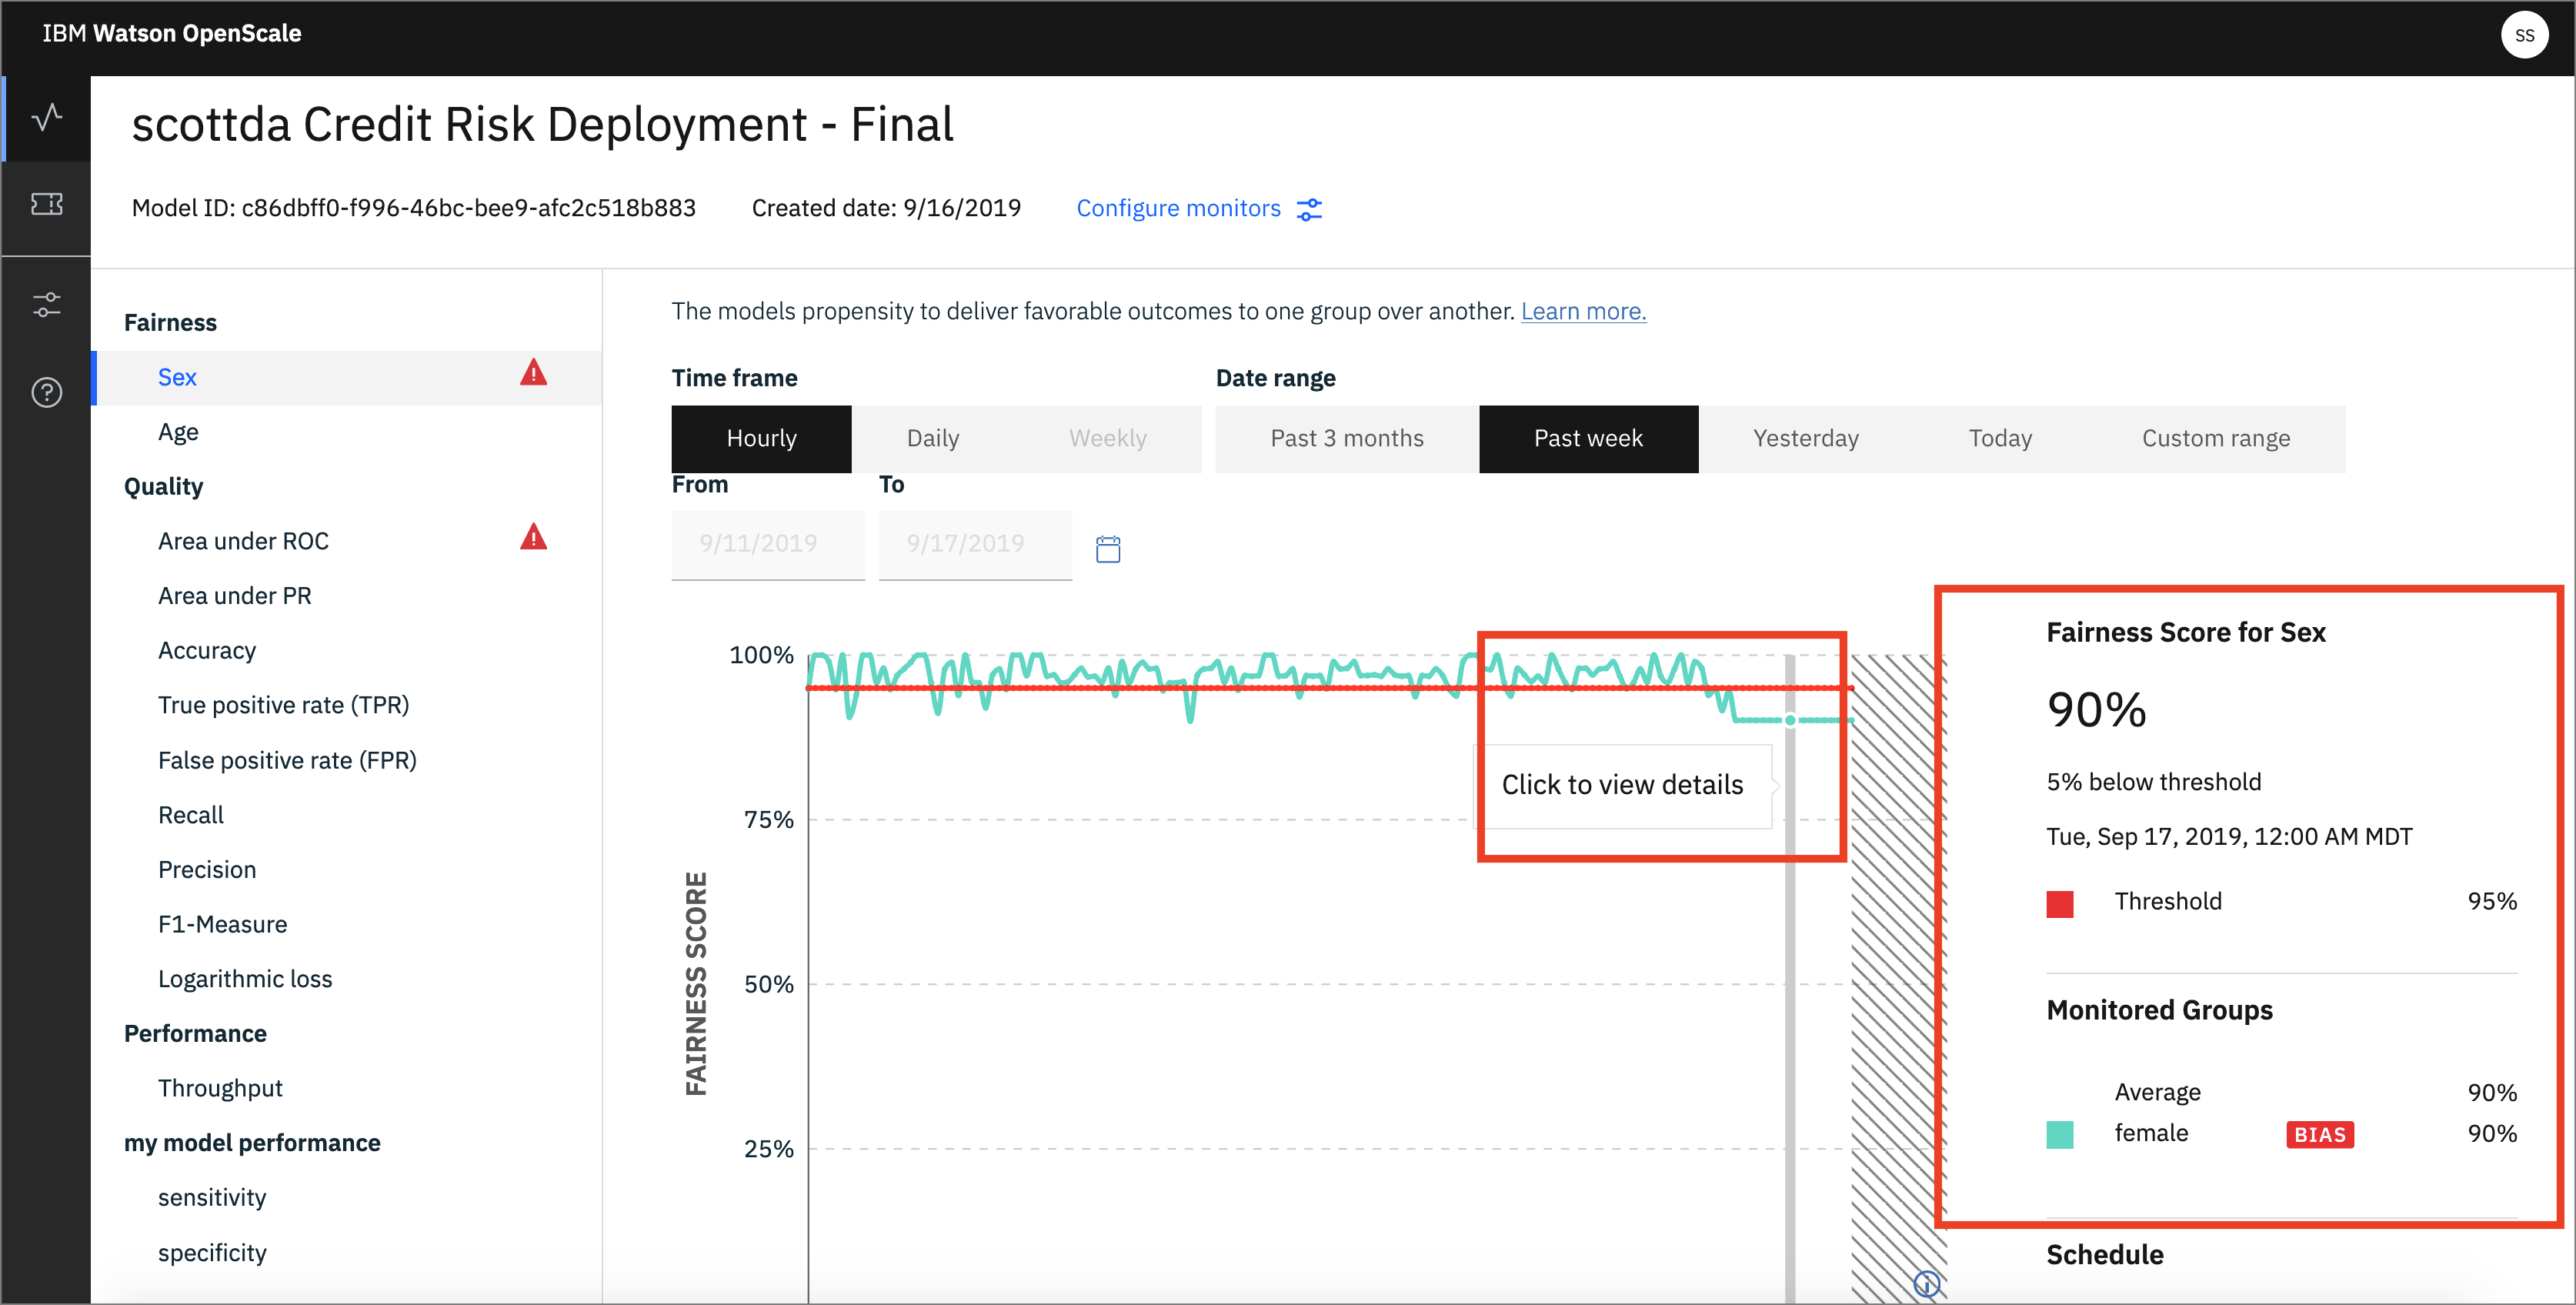 IBM Watson OpenScale
SS
scottda Credit Risk Deployment - Final
Model ID: c86dbff0-f996-46bc-bee9-afc2c518b883 Created date: 9/16/2019 Configure monitors
Fairness
Sex
Age
Quality
Area under ROC
Area under PR
Accuracy
True positive rate (TPR)
False positive rate (FPR)
Recall
Precision
F1-Measure
Logarithmic loss
Performance
Throughput
my model performance
sensitivity
specificity
The models propensity to deliver favorable outcomes to one group over another. Learn more.
Time frame
Hourly Daily Weekly
Date range
Past 3 months Past week Yesterday Today Custom range
From To
9/11/2019 9/17/2019
100%
75%
50%
25%
FAIRNESS SCORE
Click to view details
Fairness Score for Sex
90%
5% below threshold
Tue, Sep 17, 2019, 12:00 AM MDT
Threshold 95%
Monitored Groups
Average 90%
female BIAS 90%
Schedule